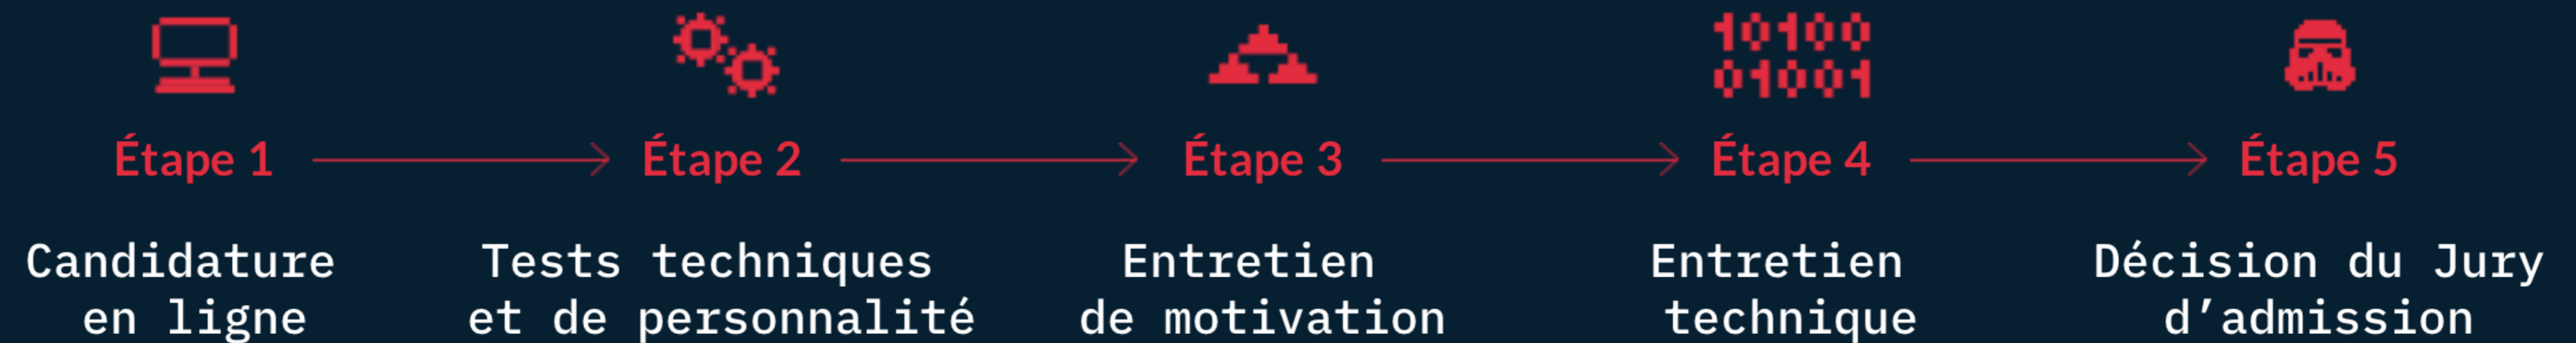 10100
01001
Étape 1
Étape 2
Étape 3
Étape 4
Étape 5
Candidature
en ligne
Tests techniques
et de personnalité
Entretien
de motivation
Entretien
technique
Décision du Jury
d’admission